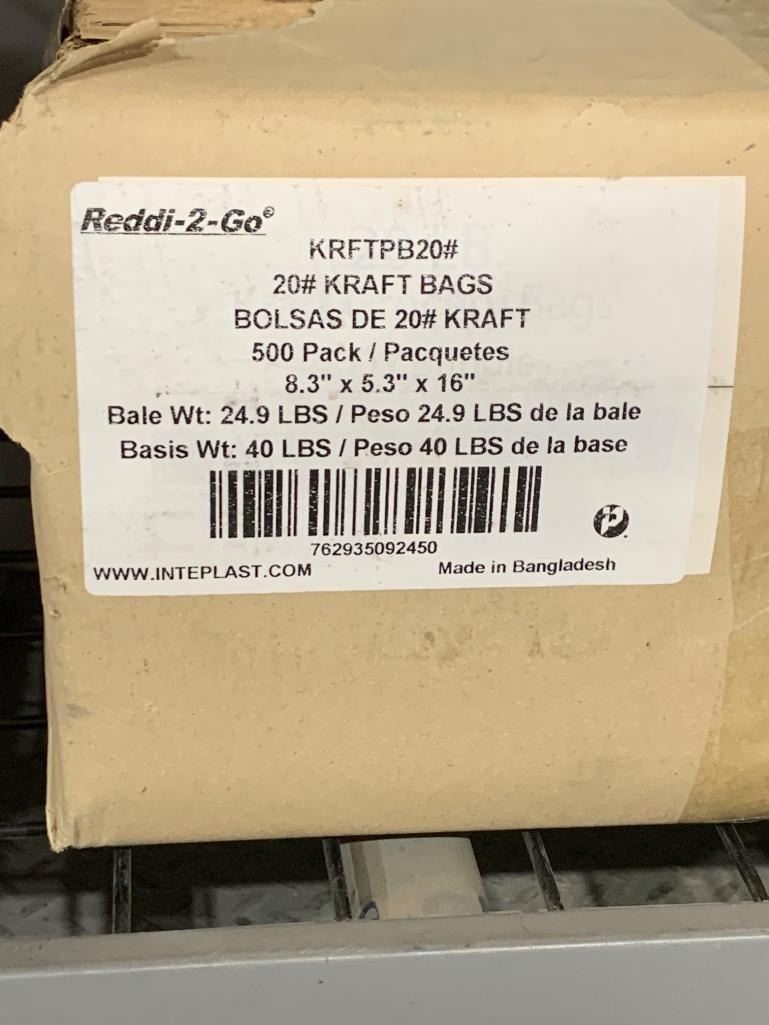 Reddi-2-Go®
KRFTPB20#
20# KRAFT BAGS
BOLSAS DE 20# KRAFT
500 Pack / Pacquetes
8.3" x 5.3" x 16"
Bale Wt: 24.9 LBS / Peso 24.9 LBS de la bale
Basis Wt: 40 LBS / Peso 40 LBS de la base
762935092450
WWW.INTEPLAST.COM
Made in Bangladesh